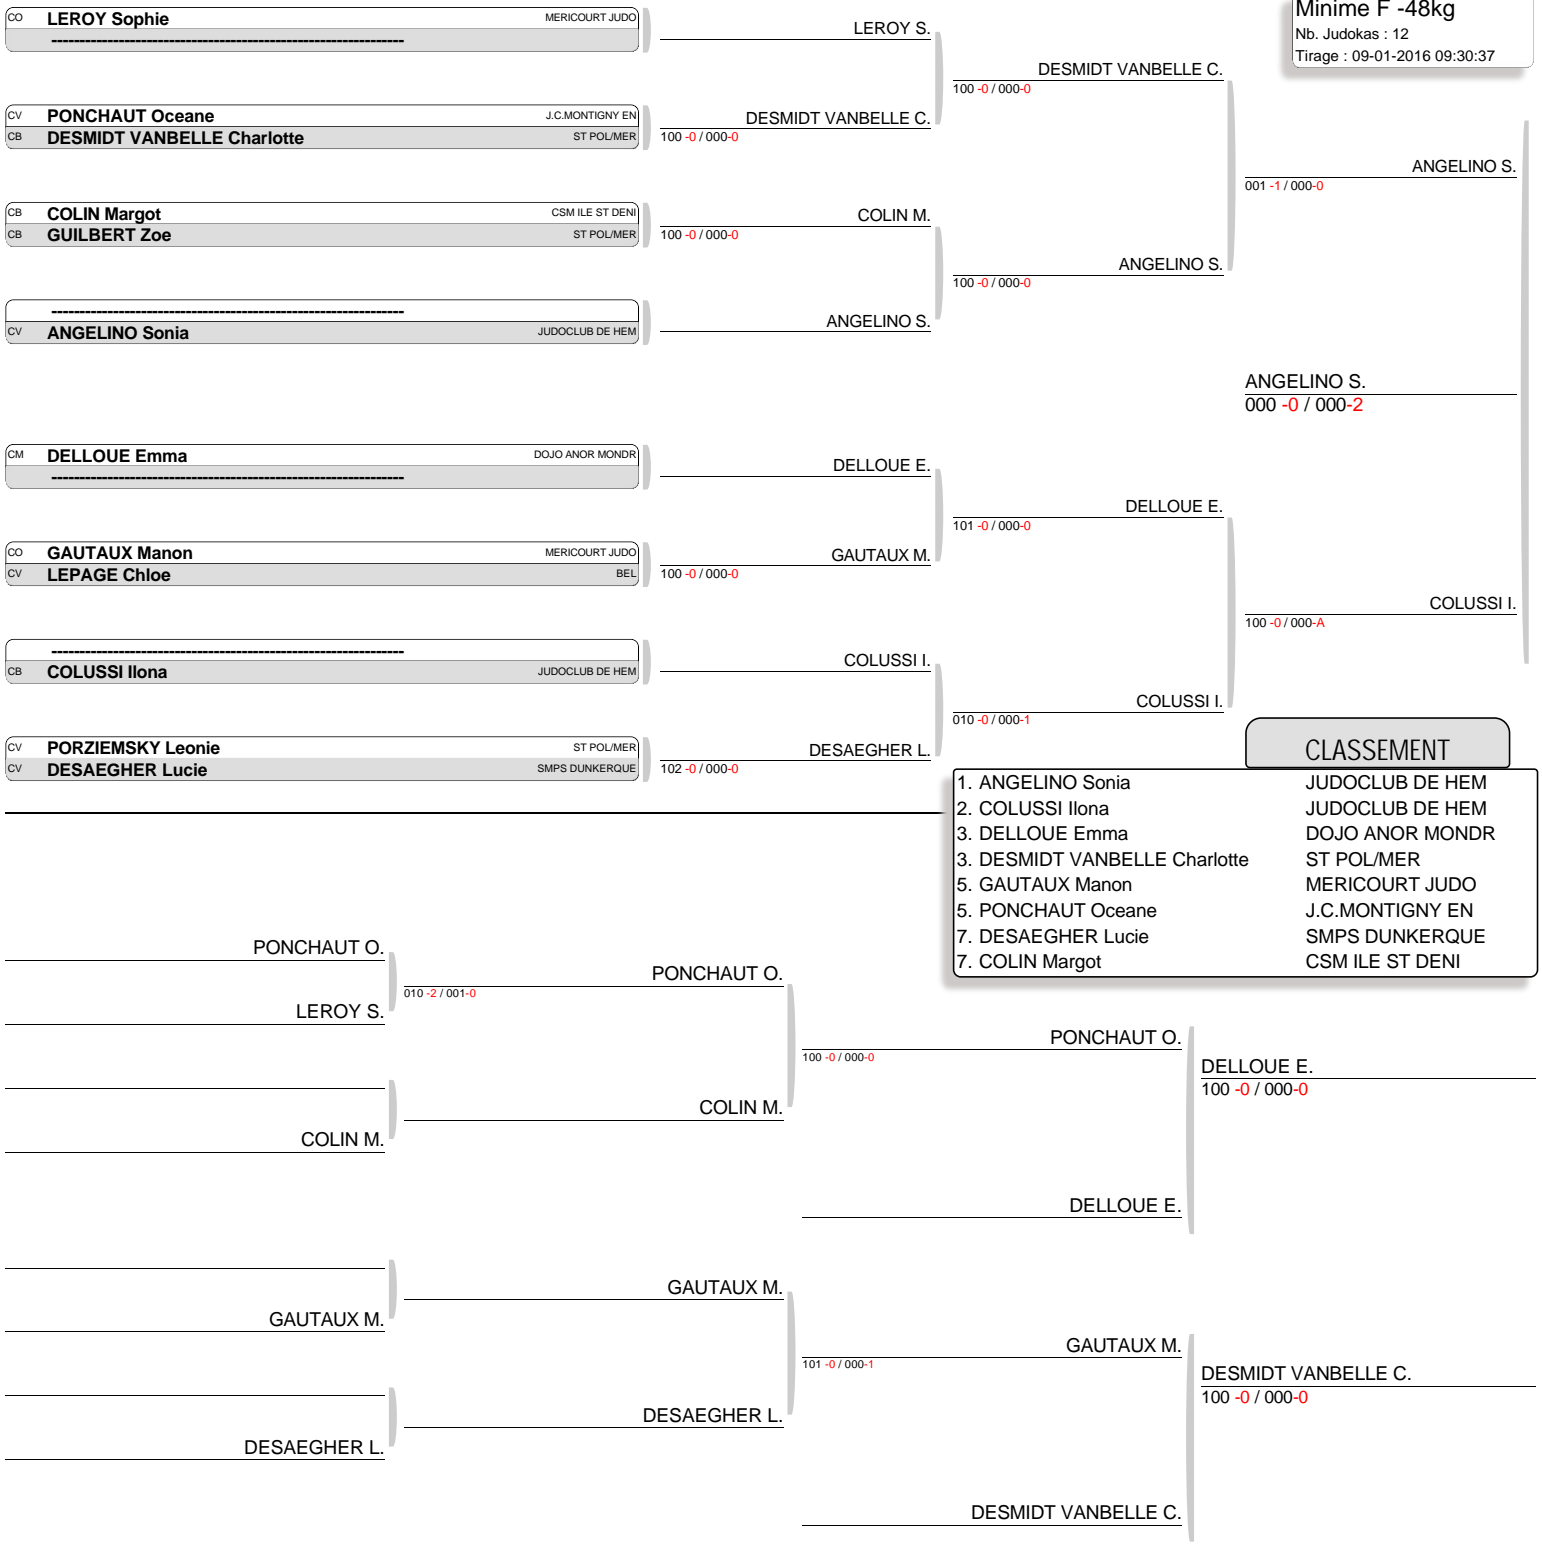 Minime F -48kg
Nb. Judokas : 12
Tirage : 09-01-2016 09:30:37
CO LEROY Sophie MERICOURT JUDO
----------------------------------------------------------------
CV PONCHAUT Oceane J.C.MONTIGNY EN
CB DESMIDT VANBELLE Charlotte ST POL/MER
CB COLIN Margot CSM ILE ST DENI
CB GUILBERT Zoe ST POL/MER
----------------------------------------------------------------
CV ANGELINO Sonia JUDOCLUB DE HEM
CM DELLOUE Emma DOJO ANOR MONDR
----------------------------------------------------------------
CO GAUTAUX Manon MERICOURT JUDO
CV LEPAGE Chloe BEL
----------------------------------------------------------------
CB COLUSSI Ilona JUDOCLUB DE HEM
CV PORZIEMSKY Leonie ST POL/MER
CV DESAEGHER Lucie SMPS DUNKERQUE
LEROY S.
DESMIDT VANBELLE C.
100 -0 / 000-0
COLIN M.
100 -0 / 000-0
ANGELINO S.
DELLOUE E.
GAUTAUX M.
100 -0 / 000-0
COLUSSI I.
DESAEGHER L.
102 -0 / 000-0
DESMIDT VANBELLE C.
100 -0 / 000-0
ANGELINO S.
100 -0 / 000-0
DELLOUE E.
101 -0 / 000-0
COLUSSI I.
010 -0 / 000-1
ANGELINO S.
001 -1 / 000-0
ANGELINO S.
000 -0 / 000-2
COLUSSI I.
100 -0 / 000-A
CLASSEMENT
1. ANGELINO Sonia JUDOCLUB DE HEM
2. COLUSSI Ilona JUDOCLUB DE HEM
3. DELLOUE Emma DOJO ANOR MONDR
3. DESMIDT VANBELLE Charlotte ST POL/MER
5. GAUTAUX Manon MERICOURT JUDO
5. PONCHAUT Oceane J.C.MONTIGNY EN
7. DESAEGHER Lucie SMPS DUNKERQUE
7. COLIN Margot CSM ILE ST DENI
PONCHAUT O.
LEROY S.
COLIN M.
GAUTAUX M.
DESAEGHER L.
PONCHAUT O.
010 -2 / 001-0
COLIN M.
GAUTAUX M.
DESAEGHER L.
PONCHAUT O.
100 -0 / 000-0
DELLOUE E.
GAUTAUX M.
101 -0 / 000-1
DESMIDT VANBELLE C.
DELLOUE E.
100 -0 / 000-0
DESMIDT VANBELLE C.
100 -0 / 000-0